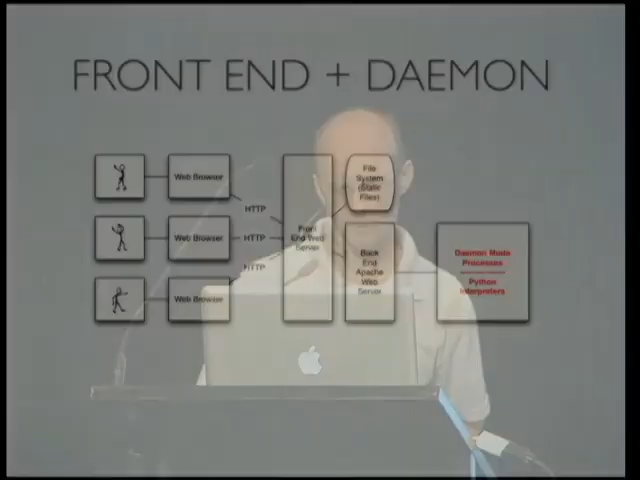 FRONT END + DAEMON
Web Browser
Web Browser
Web Browser
HTTP
HTTP
HTTP
Front
End Web
Server
File
System
(Static
Files)
Back
End
Apache
Web
Server
Daemon Mode
Processes
Python
Interpreters